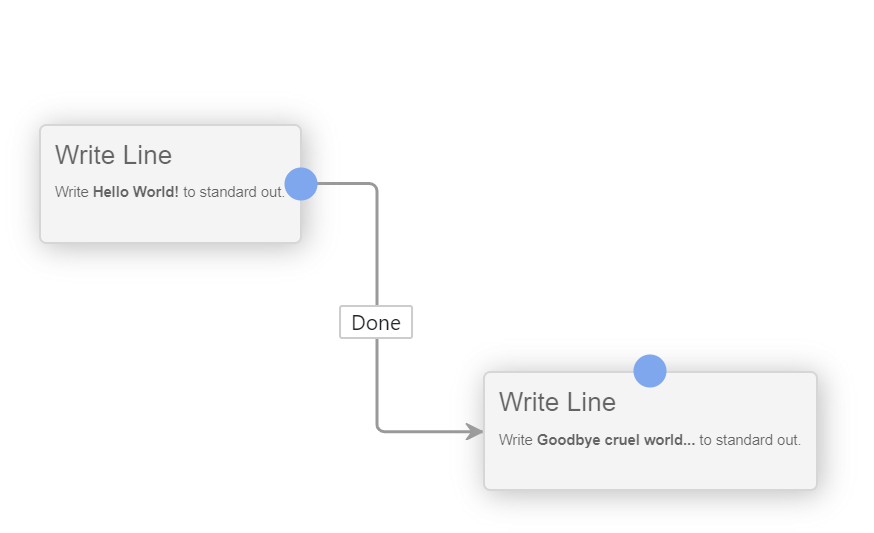 Write Line
Write Hello World! to standard out.
Done
Write Line
Write Goodbye cruel world... to standard out.